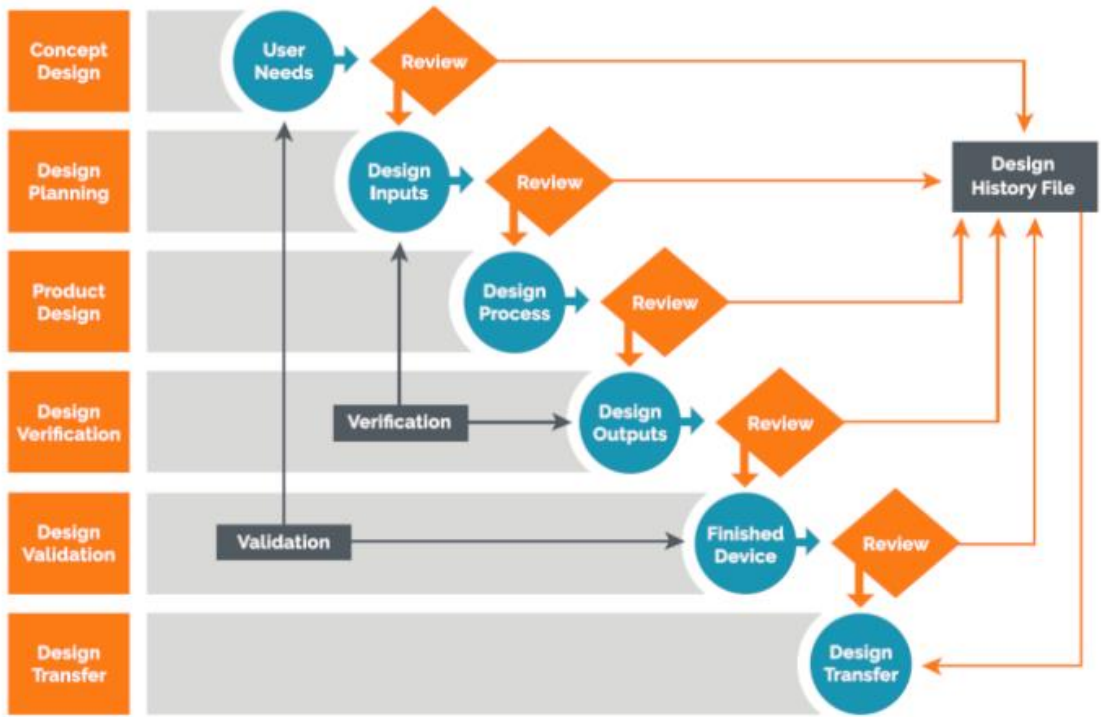 Concept
Design
User
Needs
Review
Design
Planning
Design
Inputs
Review
Design
History File
Product
Design
Design
Process
Review
Design
Verification
Verification
Design
Outputs
Review
Design
Validation
Validation
Finished
Device
Review
Design
Transfer
Design
Transfer